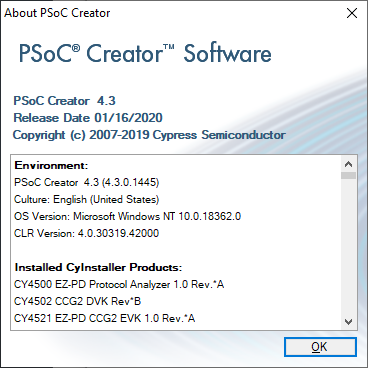 About PSoC Creator
PSoC® Creator™ Software
PSoC Creator 4.3
Release Date 01/16/2020
Copyright (c) 2007-2019 Cypress Semiconductor
Environment:
PSoC Creator 4.3 (4.3.0.1445)
Culture: English (United States)
OS Version: Microsoft Windows NT 10.0.18362.0
CLR Version: 4.0.30319.42000
Installed CyInstaller Products:
CY4500 EZ-PD Protocol Analyzer 1.0 Rev.*A
CY4502 CCG2 DVK Rev*B
CY4521 EZ-PD CCG2 EVK 1.0 Rev.*A
OK